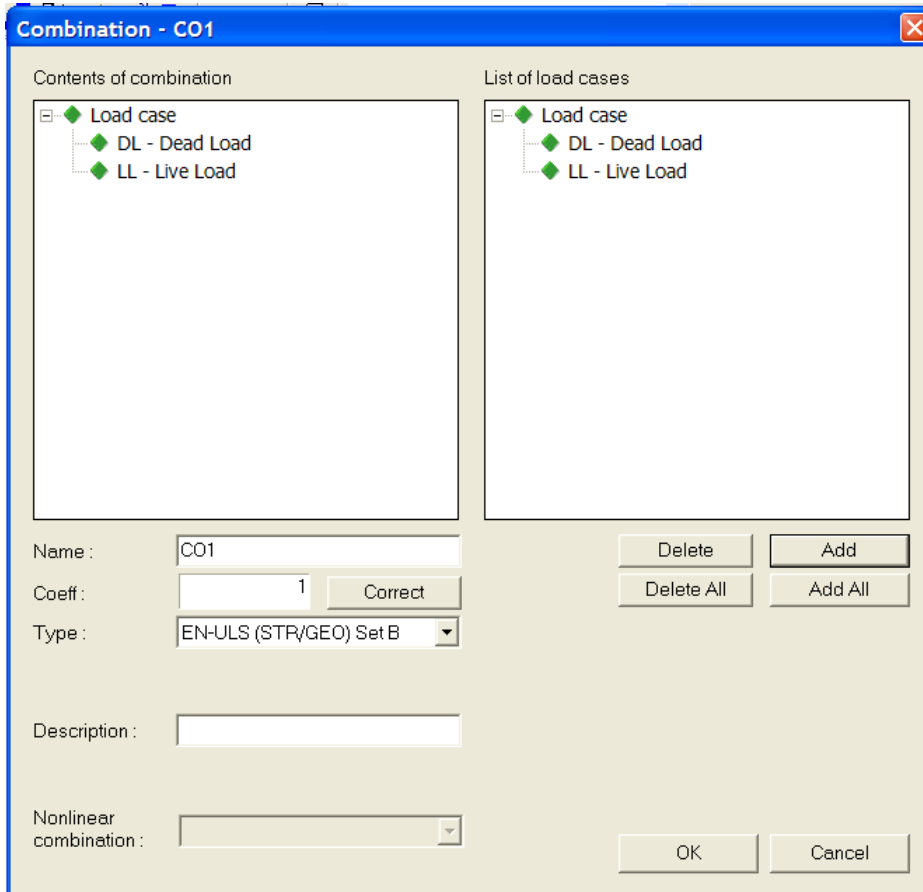 Combination - CO1
Contents of combination
Load case
DL - Dead Load
LL - Live Load
List of load cases
Load case
DL - Dead Load
LL - Live Load
Name :
CO1
Coeff :
1
Correct
Type :
EN-ULS (STR/GEO) Set B
Delete
Add
Delete All
Add All
Description :
Nonlinear
combination :
OK
Cancel